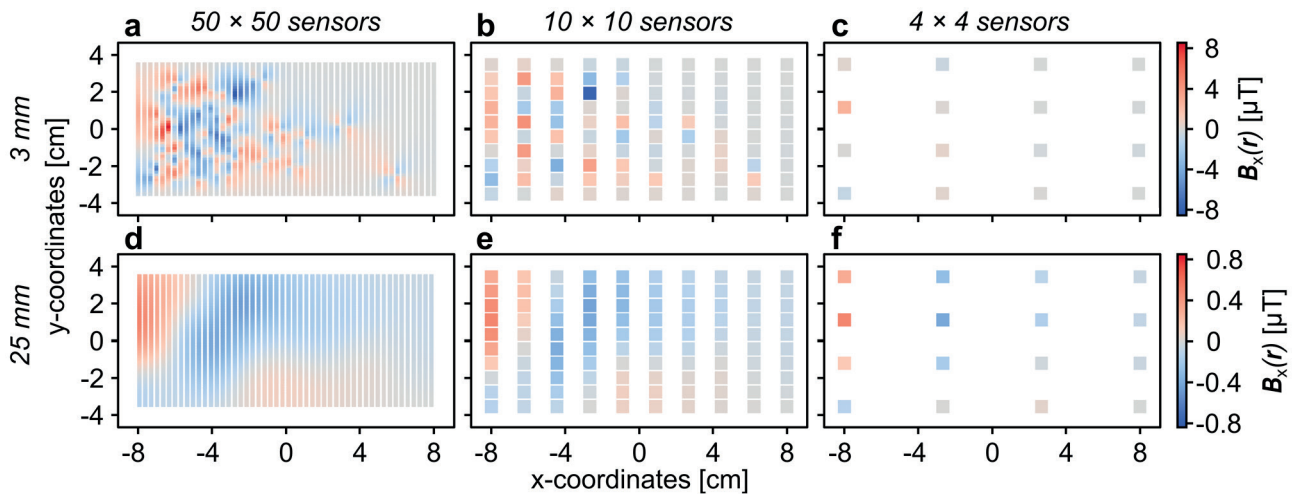 50 × 50 sensors
10 × 10 sensors
4 × 4 sensors
a
b
c
3 mm
25 mm
y-coordinates [cm]
4
2
0
-2
-4
8
4
0
-4
-8
Bx(r) [µT]
d
e
f
4
2
0
-2
-4
0.8
0.4
0
-0.4
-0.8
Bx(r) [µT]
-8 -4 0 4 8
-8 -4 0 4 8
-8 -4 0 4 8
x-coordinates [cm]